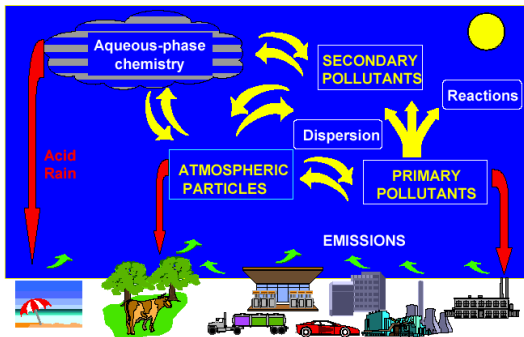 Aqueous-phase
chemistry
SECONDARY
POLLUTANTS
Reactions
Dispersion
Acid
Rain
ATMOSPHERIC
PARTICLES
PRIMARY
POLLUTANTS
EMISSIONS